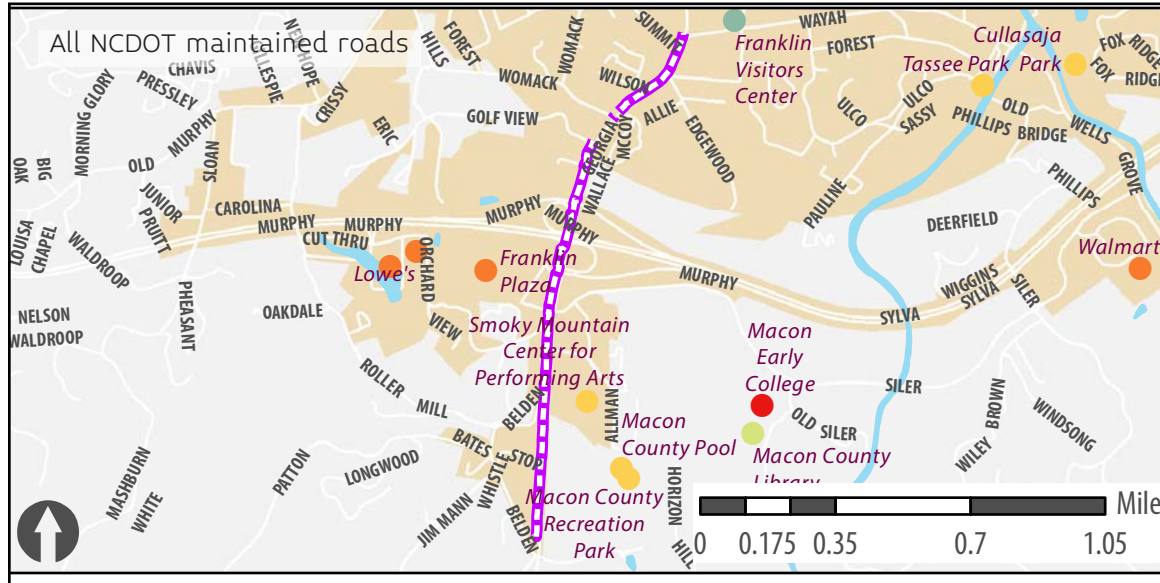 All NCDOT maintained roads
SUMMIT
WAYAH
FOREST
Franklin
Visitors
Center
Cullasaja
Park
Tassee Park
FOX
RIDGE
FOX
RIDGE
CHAVIS
PRESSLEY
MORNING GLORY
MURPHY
OLD
NEW HOPE
CRISSY
HILLS
FOREST
WOMACK
WOMACK
WILSON
GOLF VIEW
ERIC
ALLIE
EDGEWOOD
GEORGIA
MCCOY
WALLACE
ULCO
ULCO
SASSY
PHILLIPS
OLD
BRIDGE
WELLS
GROVE
PHILLIPS
PAULINE
DEERFIELD
OAK
BIG
SLOAN
JUNIOR
PRUITT
CAROLINA
MURPHY
MURPHY
CUT THRU
MURPHY
MURPHY
MURPHY
LOUISA
CHAPEL
WALDROOP
Lowe's
ORCHARD
VIEW
Franklin
Plaza
WIGGINS
SYLVA
SILER
SYLVA
Walmart
NELSON
WALDROOP
PHEASANT
OAKDALE
Smoky Mountain
Center for
Performing Arts
Macon
Early
College
SILER
ROLLER
MILL
BELDEN
ALLMAN
OLD
SILER
BROWN
WILEY
WINDSONG
BATES
STOP
WHISTLE
LONGWOOD
PATTON
MASHBURN
WHITE
JIM MANN
BELDEN
Macon
County Pool
Macon County
Library
Macon County
Recreation
Park
HORIZON
HILL
0 0.175 0.35 0.7 1.05